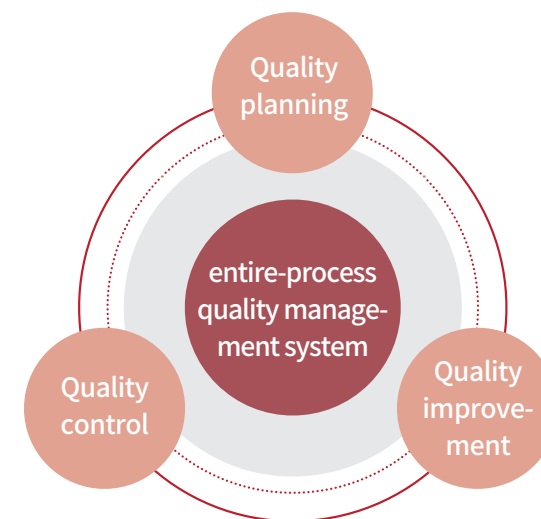 Quality
planning
entire-process
quality manage-
ment system
Quality
control
Quality
improve-
ment